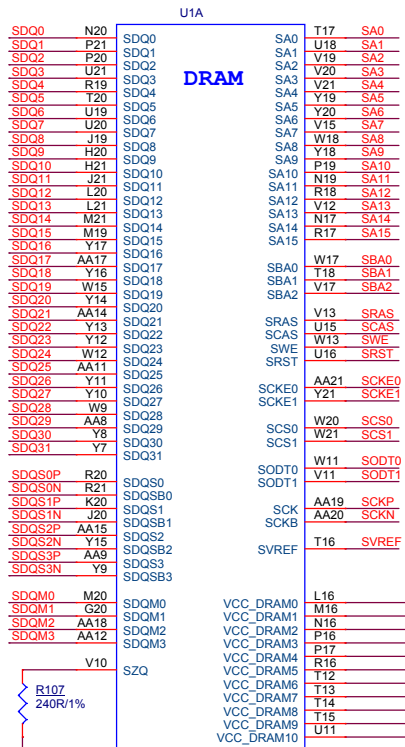 U1A
DRAM
SDQ0 N20 SDQ0 SA0 T17 SA0
SDQ1 P21 SDQ1 SA1 U18 SA1
SDQ2 P20 SDQ2 SA2 V19 SA2
SDQ3 U21 SDQ3 SA3 V20 SA3
SDQ4 R19 SDQ4 SA4 V21 SA4
SDQ5 T20 SDQ5 SA5 Y19 SA5
SDQ6 U19 SDQ6 SA6 Y20 SA6
SDQ7 U20 SDQ7 SA7 V15 SA7
SDQ8 J19 SDQ8 SA8 W18 SA8
SDQ9 H20 SDQ9 SA9 Y18 SA9
SDQ10 H21 SDQ10 SA10 P19 SA10
SDQ11 J21 SDQ11 SA11 N19 SA11
SDQ12 L20 SDQ12 SA12 R18 SA12
SDQ13 L21 SDQ13 SA13 V12 SA13
SDQ14 M21 SDQ14 SA14 N17 SA14
SDQ15 M19 SDQ15 SA15 R17 SA15
SDQ16 Y17 SDQ16
SDQ17 AA17 SDQ17 SBA0 W17 SBA0
SDQ18 Y16 SDQ18 SBA1 T18 SBA1
SDQ19 W15 SDQ19 SBA2 V17 SBA2
SDQ20 Y14 SDQ20
SDQ21 AA14 SDQ21 SRAS V13 SRAS
SDQ22 Y13 SDQ22 SCAS U15 SCAS
SDQ23 Y12 SDQ23 SWE W13 SWE
SDQ24 W12 SDQ24 SRST U16 SRST
SDQ25 AA11 SDQ25
SDQ26 Y11 SDQ26 SCKE0 AA21 SCKE0
SDQ27 Y10 SDQ27 SCKE1 Y21 SCKE1
SDQ28 W9 SDQ28
SDQ29 AA8 SDQ29 SCS0 W20 SCS0
SDQ30 Y8 SDQ30 SCS1 W21 SCS1
SDQ31 Y7 SDQ31
SODT0 W11 SODT0
SDQS0P R20 SDQS0 SODT1 V11 SODT1
SDQS0N R21 SDQSB0
SDQS1P K20 SDQS1 SCK AA19 SCKP
SDQS1N J20 SDQSB1 SCKB AA20 SCKN
SDQS2P AA15 SDQS2
SDQS2N Y15 SDQSB2 SVREF T16 SVREF
SDQS3P AA9 SDQS3
SDQS3N Y9 SDQSB3
SDQM0 M20 SDQM0 VCC_DRAM0 L16
SDQM1 G20 SDQM1 VCC_DRAM1 M16
SDQM2 AA18 SDQM2 VCC_DRAM2 N16
SDQM3 AA12 SDQM3 VCC_DRAM3 P16
VCC_DRAM4 P17
V10 SZQ VCC_DRAM5 R16
VCC_DRAM6 T12
R107 VCC_DRAM7 T13
240R/1% VCC_DRAM8 T14
VCC_DRAM9 T15
VCC_DRAM10 U11